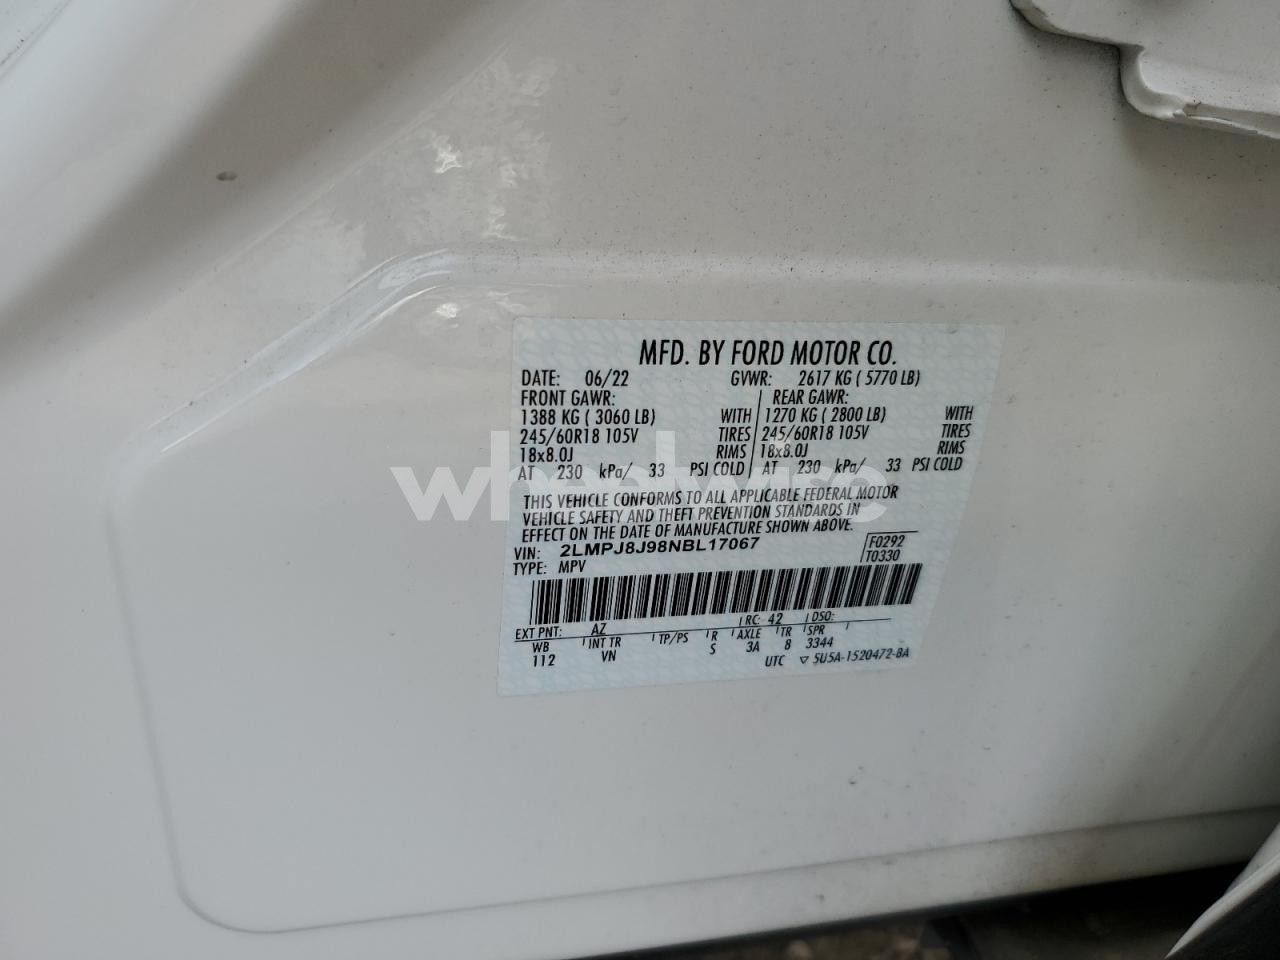 MFD. BY FORD MOTOR CO.
DATE: 06/22 GVWR: 2617 KG ( 5770 LB)
FRONT GAWR: REAR GAWR:
1388 KG ( 3060 LB) WITH 1270 KG ( 2800 LB) WITH
245/60R18 105V TIRES 245/60R18 105V TIRES
18x8.0J RIMS 18x8.0J RIMS
AT 230 kPa/ 33 PSI COLD AT 230 kPa/ 33 PSI COLD
wheelwise
THIS VEHICLE CONFORMS TO ALL APPLICABLE FEDERAL MOTOR
VEHICLE SAFETY AND THEFT PREVENTION STANDARDS IN
EFFECT ON THE DATE OF MANUFACTURE SHOWN ABOVE.
VIN: 2LMPJ8J98NBL17067 F0292
TYPE: MPV T0330
EXT PNT: AZ RC: 42 DSO:
WB INT TR TP/PS R AXLE TR SPR
112 VN S 3A 8 3344
UTC ▽ 5U5A-1520472-BA